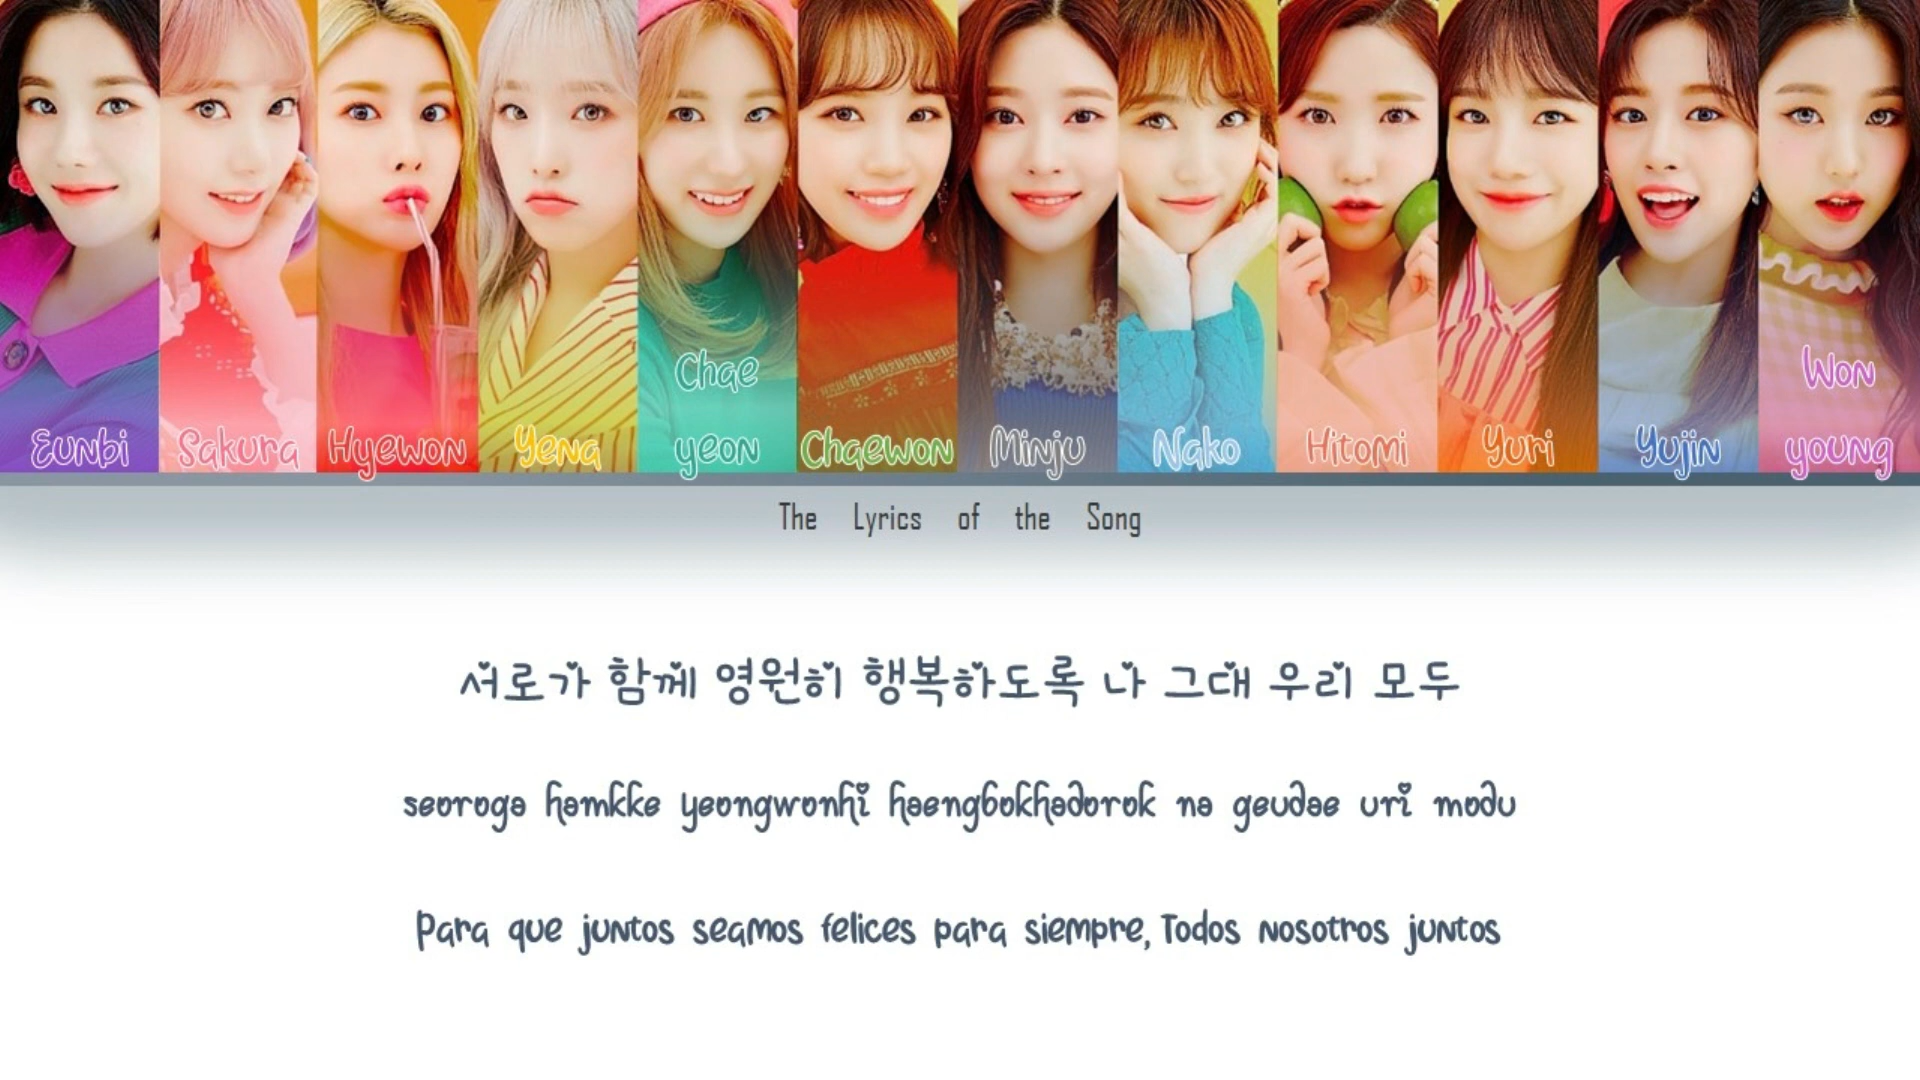 Eunbi
Sakura
Hyewon
Yena
Chae
yeon
Chaewon
Minju
Nako
Hitomi
Yuri
Yujin
Won
young
The Lyrics of the Song
서로가 함께 영원히 행복하도록 나 그대 우리 모두
seoroga hamkke yeongwonhi haengbokhadorok na geudae uri modu
Para que juntos seamos felices para siempre, Todos nosotros juntos